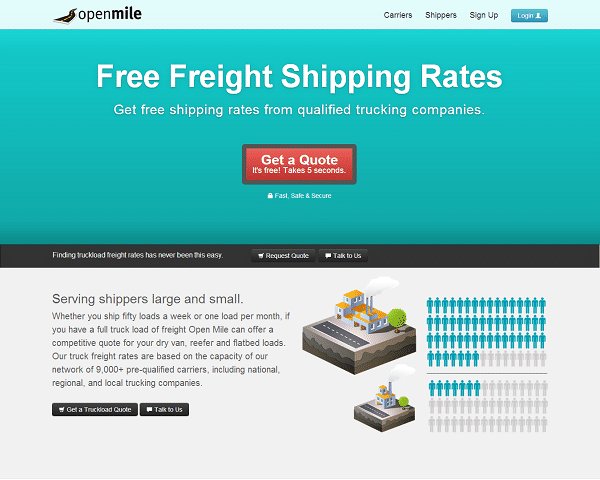 openmile
Carriers Shippers Sign Up Login
Free Freight Shipping Rates
Get free shipping rates from qualified trucking companies.
Get a Quote
It's free! Takes 5 seconds.
Fast, Safe & Secure
Finding truckload freight rates has never been this easy. Request Quote Talk to Us
Serving shippers large and small.
Whether you ship fifty loads a week or one load per month, if
you have a full truck load of freight Open Mile can offer a
competitive quote for your dry van, reefer and flatbed loads.
Our truck freight rates are based on the capacity of our
network of 9,000+ pre-qualified carriers, including national,
regional, and local trucking companies.
Get a Truckload Quote Talk to Us